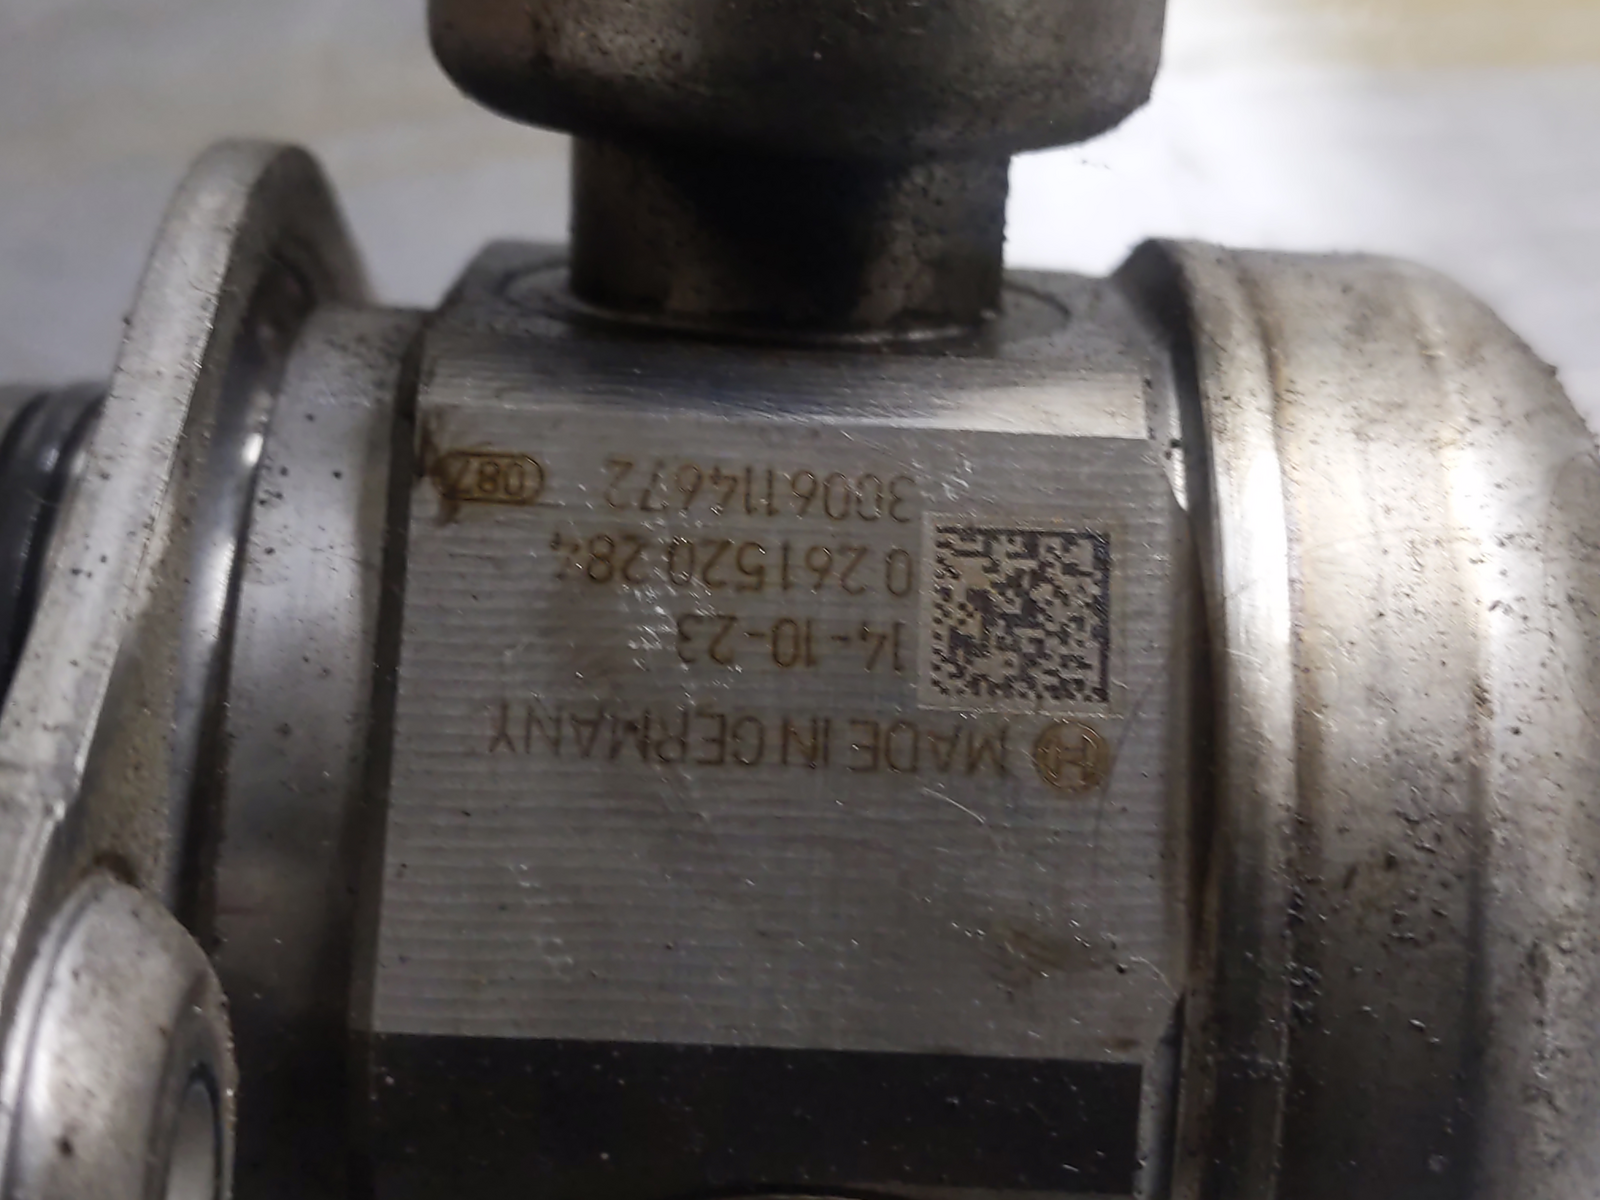 MADE IN GERMANY
14-10-23
0 261 520 284
3006114672 087